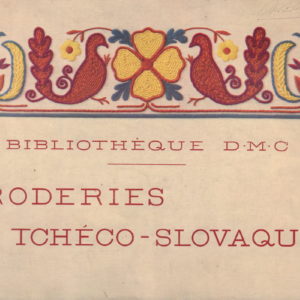 BIBLIOTHÈQUE D·M·C
RODERIES
TCHÉCO-SLOVAQU